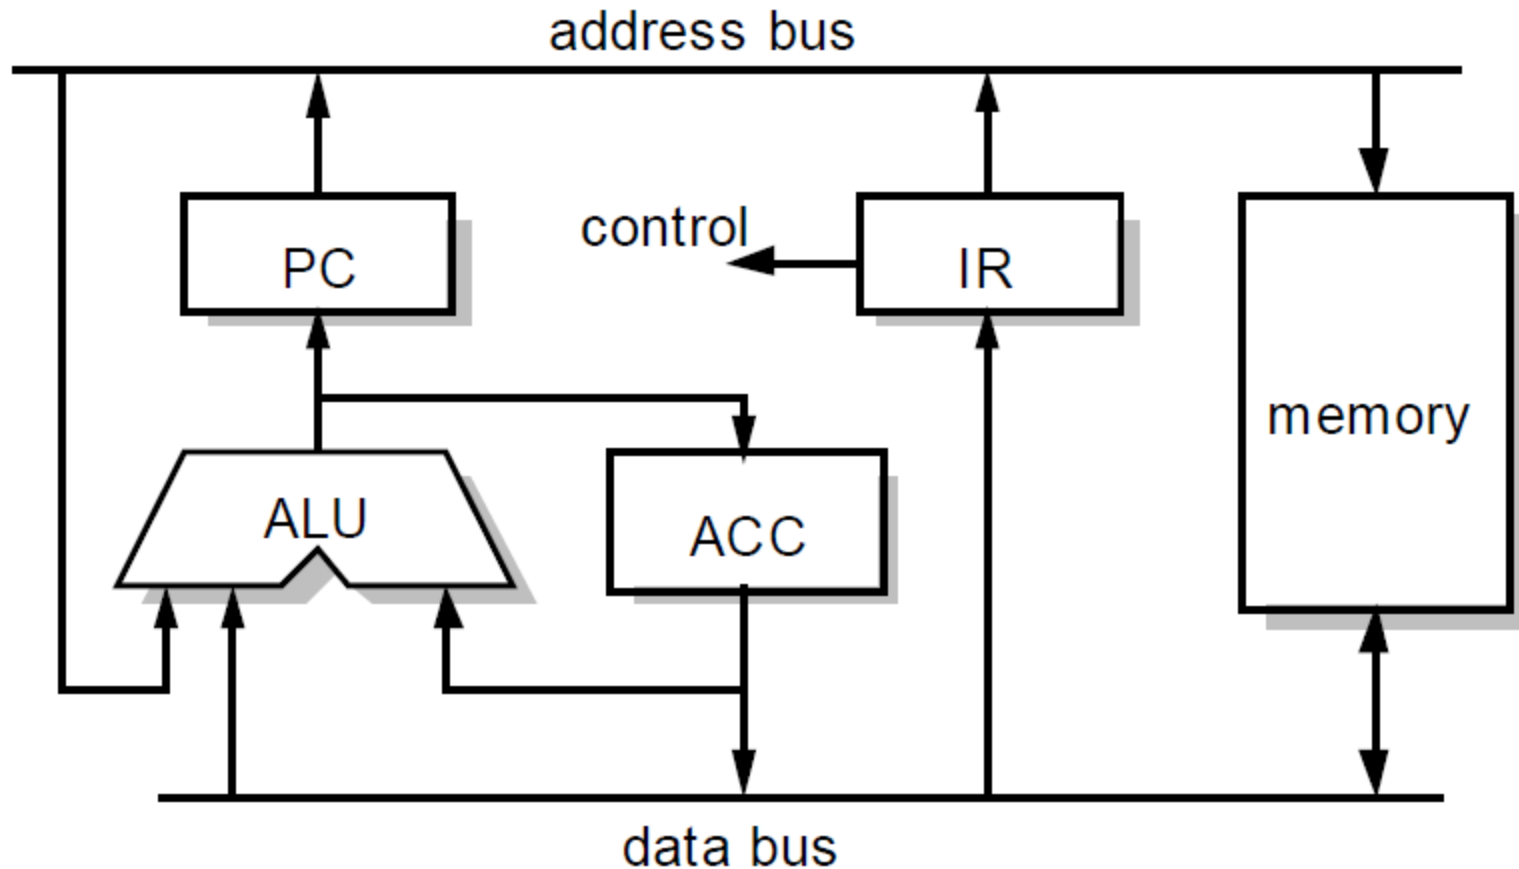 address bus
control
PC
IR
memory
ALU
ACC
data bus